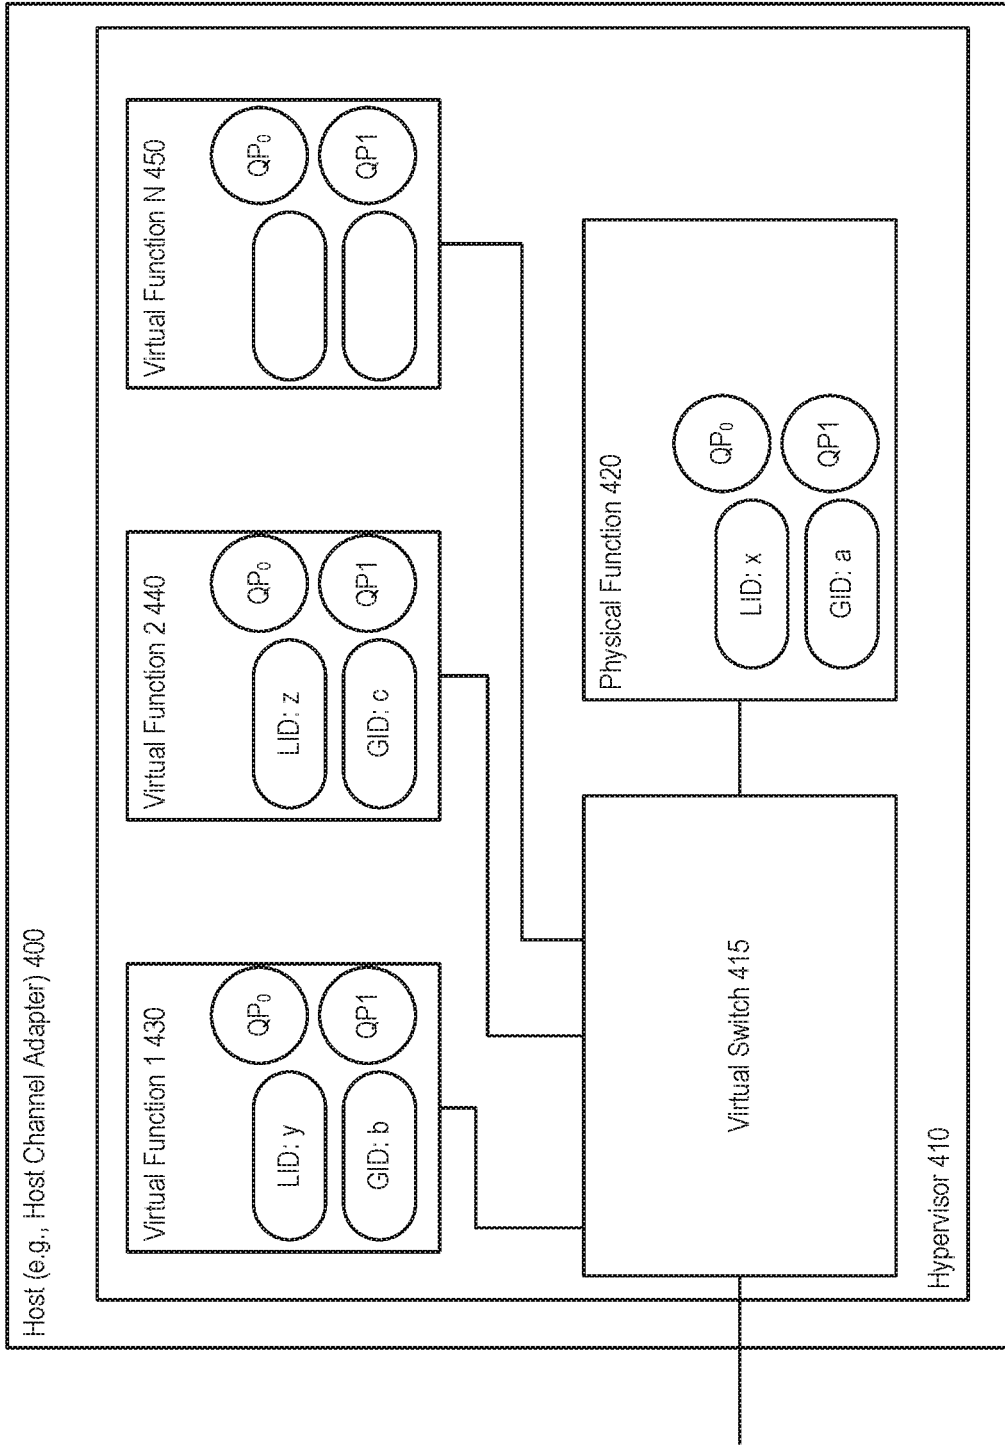 Host (e.g., Host Channel Adapter) 400
Virtual Function 1 430
LID: y
QP₀
GID: b
QP1
Virtual Function 2 440
LID: z
QP₀
GID: c
QP1
Virtual Function N 450
QP₀
QP1
Virtual Switch 415
Physical Function 420
LID: x
QP₀
GID: a
QP1
Hypervisor 410